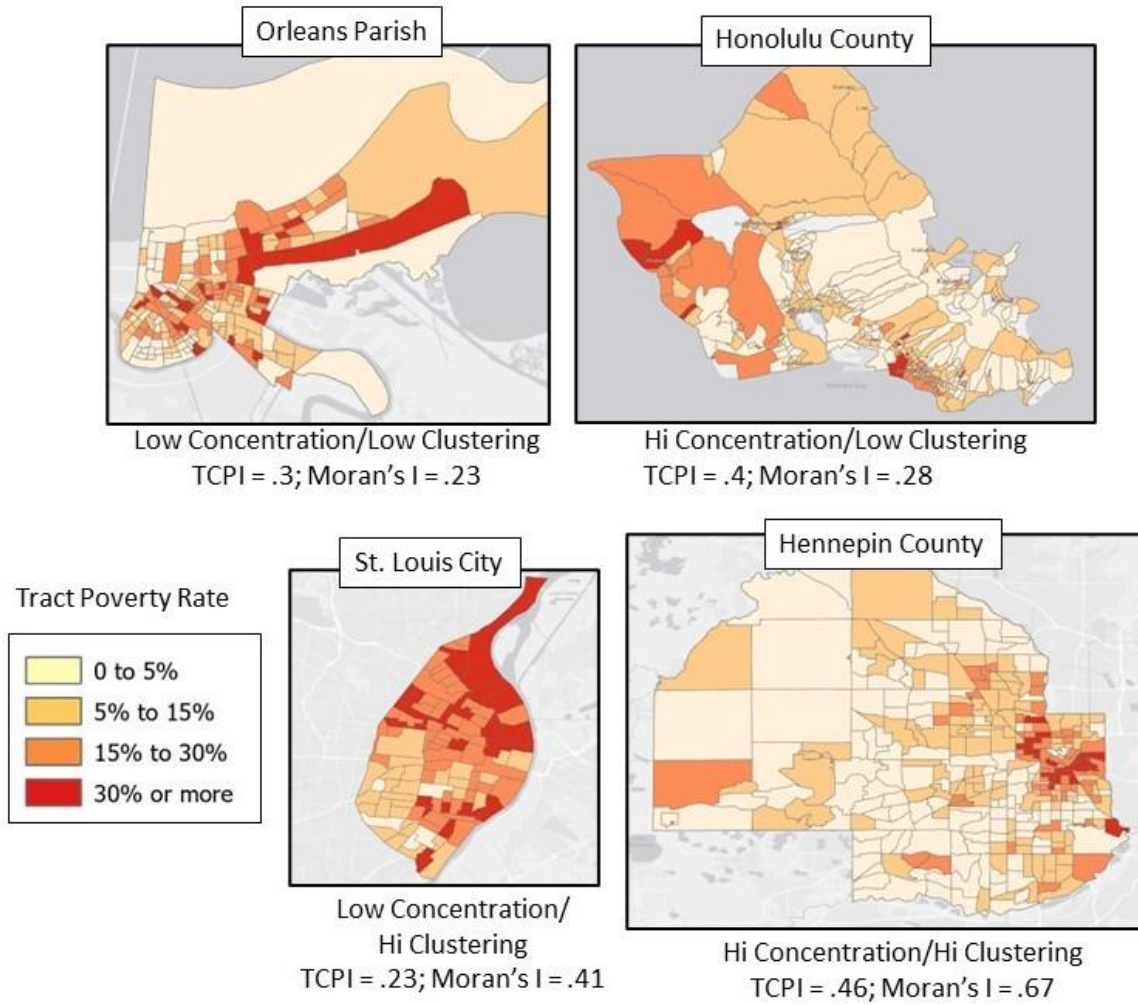 Orleans Parish
Honolulu County
Low Concentration/Low Clustering
TCPI = .3; Moran's I = .23
Hi Concentration/Low Clustering
TCPI = .4; Moran's I = .28
St. Louis City
Hennepin County
Tract Poverty Rate
0 to 5%
5% to 15%
15% to 30%
30% or more
Low Concentration/
Hi Clustering
TCPI = .23; Moran's I = .41
Hi Concentration/Hi Clustering
TCPI = .46; Moran's I = .67